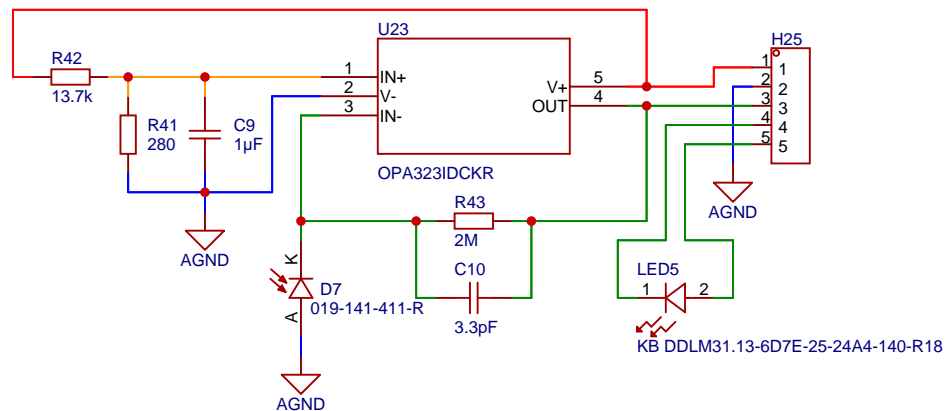 U23
H25
R42
13.7k
1
IN+
2
V-
3
IN-
V+
5
OUT
4
1
1
2
2
3
3
4
4
5
5
R41
280
C9
1µF
OPA323IDCKR
AGND
AGND
R43
2M
K
A
D7
019-141-411-R
C10
3.3pF
LED5
1
2
KB DDLM31.13-6D7E-25-24A4-140-R18
AGND